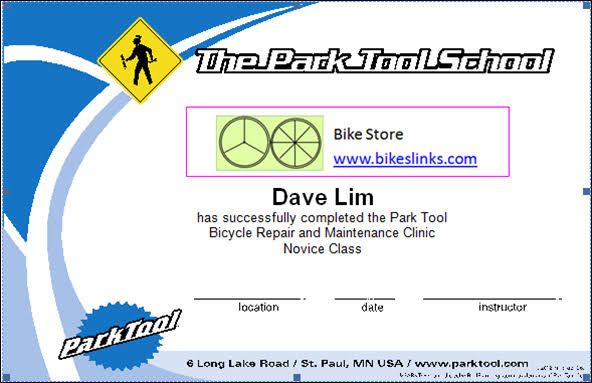 The Park Tool School
Bike Store
www.bikeslinks.com
Dave Lim
has successfully completed the Park Tool
Bicycle Repair and Maintenance Clinic
Novice Class
location
date
instructor
Park Tool
6 Long Lake Road / St. Paul, MN USA / www.parktool.com